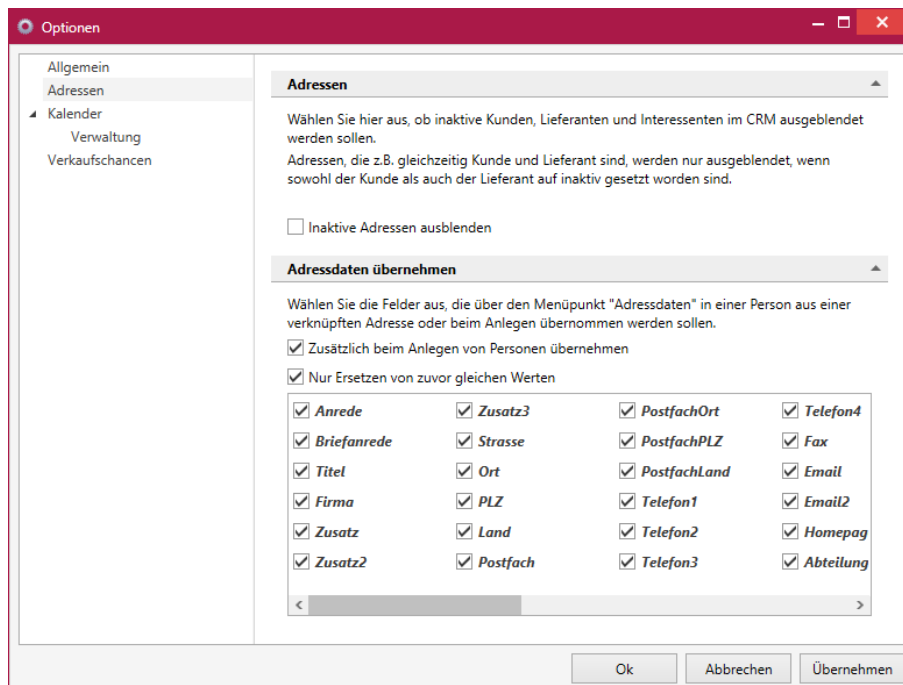 Optionen
Allgemein
Adressen
Kalender
Verwaltung
Verkaufschancen
Adressen
Wählen Sie hier aus, ob inaktive Kunden, Lieferanten und Interessenten im CRM ausgeblendet
werden sollen.
Adressen, die z.B. gleichzeitig Kunde und Lieferant sind, werden nur ausgeblendet, wenn
sowohl der Kunde als auch der Lieferant auf inaktiv gesetzt worden sind.
Inaktive Adressen ausblenden
Adressdaten übernehmen
Wählen Sie die Felder aus, die über den Menüpunkt "Adressdaten" in einer Person aus einer
verknüpften Adresse oder beim Anlegen übernommen werden sollen.
Zusätzlich beim Anlegen von Personen übernehmen
Nur Ersetzen von zuvor gleichen Werten
Anrede Zusatz3 PostfachOrt Telefon4
Briefanrede Strasse PostfachPLZ Fax
Titel Ort PostfachLand Email
Firma PLZ Telefon1 Email2
Zusatz Land Telefon2 Homepag
Zusatz2 Postfach Telefon3 Abteilung
Ok Abbrechen Übernehmen